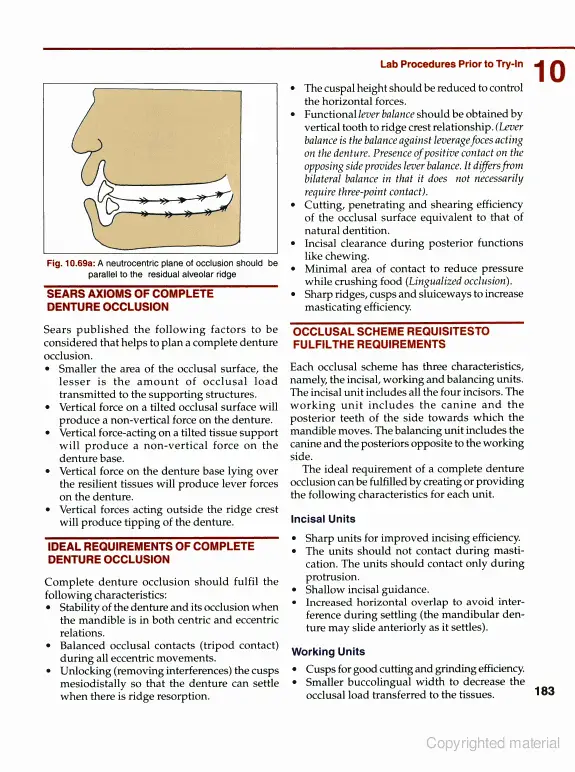 Lab Procedures Prior to Try-In
10
Fig. 10.69a: A neutrocentric plane of occlusion should be
parallel to the residual alveolar ridge
SEARS AXIOMS OF COMPLETE
DENTURE OCCLUSION
Sears published the following factors to be
considered that helps to plan a complete denture
occlusion.
• Smaller the area of the occlusal surface, the
lesser is the amount of occlusal load
transmitted to the supporting structures.
• Vertical force on a tilted occlusal surface will
produce a non-vertical force on the denture.
• Vertical force-acting on a tilted tissue support
will produce a non-vertical force on the
denture base.
• Vertical force on the denture base lying over
the resilient tissues will produce lever forces
on the denture.
• Vertical forces acting outside the ridge crest
will produce tipping of the denture.
IDEAL REQUIREMENTS OF COMPLETE
DENTURE OCCLUSION
Complete denture occlusion should fulfil the
following characteristics:
• Stability of the denture and its occlusion when
the mandible is in both centric and eccentric
relations.
• Balanced occlusal contacts (tripod contact)
during all eccentric movements.
• Unlocking (removing interferences) the cusps
mesiodistally so that the denture can settle
when there is ridge resorption.
• The cuspal height should be reduced to control
the horizontal forces.
• Functional lever balance should be obtained by
vertical tooth to ridge crest relationship. (Lever
balance is the balance against leverage foces acting
on the denture. Presence of positive contact on the
opposing side provides lever balance. It differs from
bilateral balance in that it does not necessarily
require three-point contact).
• Cutting, penetrating and shearing efficiency
of the occlusal surface equivalent to that of
natural dentition.
• Incisal clearance during posterior functions
like chewing.
• Minimal area of contact to reduce pressure
while crushing food (Lingualized occlusion).
• Sharp ridges, cusps and sluiceways to increase
masticating efficiency.
OCCLUSAL SCHEME REQUISITESTO
FULFILTHE REQUIREMENTS
Each occlusal scheme has three characteristics,
namely, the incisal, working and balancing units.
The incisal unit includes all the four incisors. The
working unit includes the canine and the
posterior teeth of the side towards which the
mandible moves. The balancing unit includes the
canine and the posteriors opposite to the working
side.
The ideal requirement of a complete denture
occlusion can be fulfilled by creating or providing
the following characteristics for each unit.
Incisal Units
• Sharp units for improved incising efficiency.
• The units should not contact during masti-
cation. The units should contact only during
protrusion.
• Shallow incisal guidance.
• Increased horizontal overlap to avoid inter-
ference during settling (the mandibular den-
ture may slide anteriorly as it settles).
Working Units
• Cusps for good cutting and grinding efficiency.
• Smaller buccolingual width to decrease the
occlusal load transferred to the tissues.
183
Copyrighted material